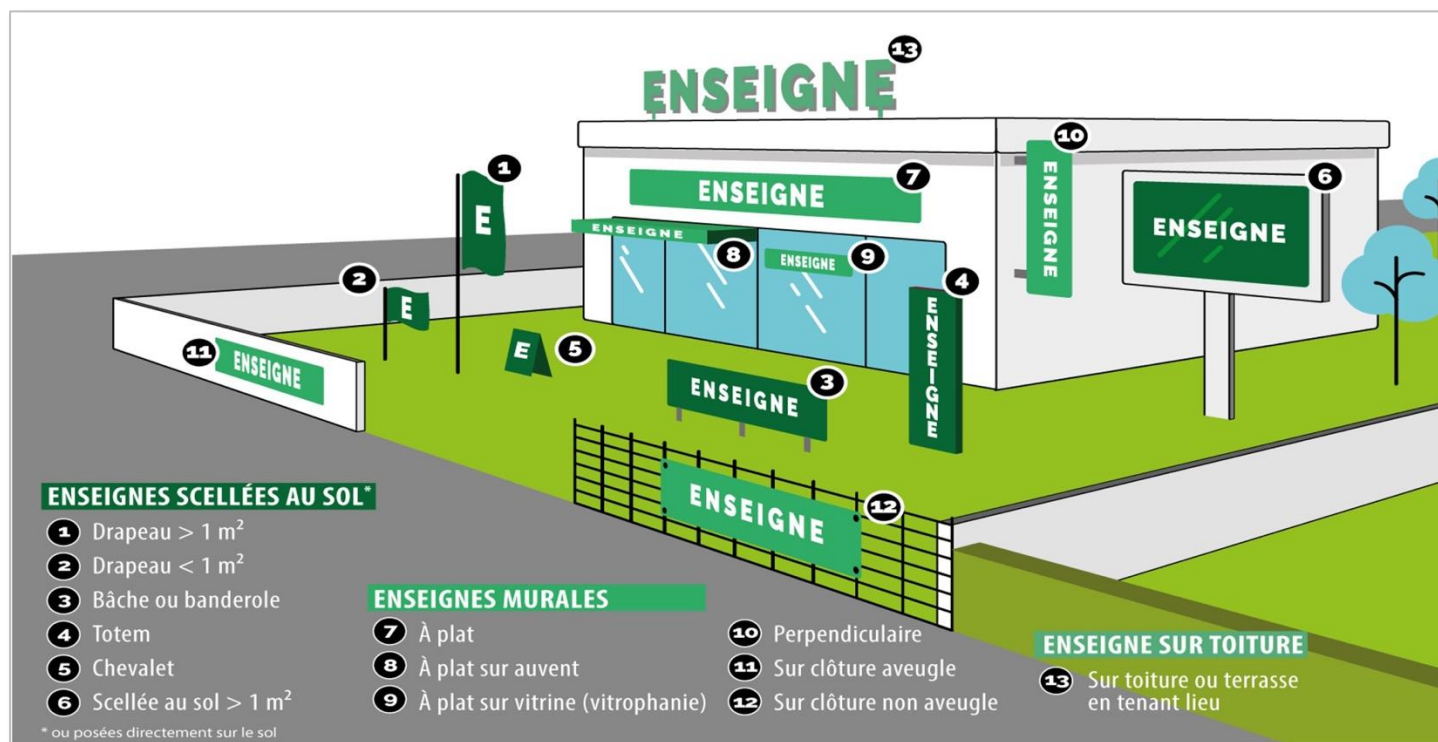 ENSEIGNE
13
10
1
ENSEIGNE
7
ENSEIGNE
6
ENSEIGNE
E
ENSEIGNE
8
ENSEIGNE
9
2
E
4
ENSEIGNE
11
ENSEIGNE
E
5
ENSEIGNE
3
ENSEIGNE
12
ENSEIGNES SCELLÉES AU SOL*
1 Drapeau > 1 m²
2 Drapeau < 1 m²
3 Bâche ou banderole
4 Totem
5 Chevalet
6 Scellée au sol > 1 m²
* ou posées directement sur le sol
ENSEIGNES MURALES
7 À plat
8 À plat sur auvent
9 À plat sur vitrine (vitrophanie)
10 Perpendiculaire
11 Sur clôture aveugle
12 Sur clôture non aveugle
ENSEIGNE SUR TOITURE
13 Sur toiture ou terrasse
en tenant lieu